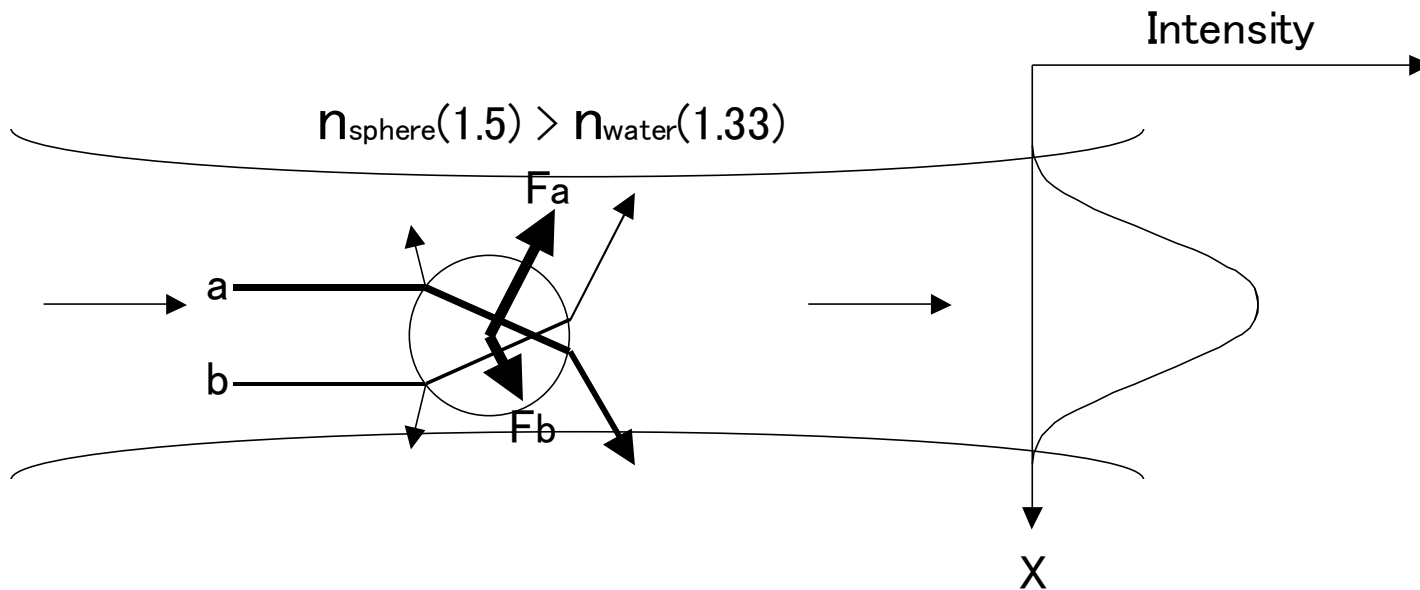 Intensity
nsphere(1.5) > nwater(1.33)
Fa
a
b
Fb
X